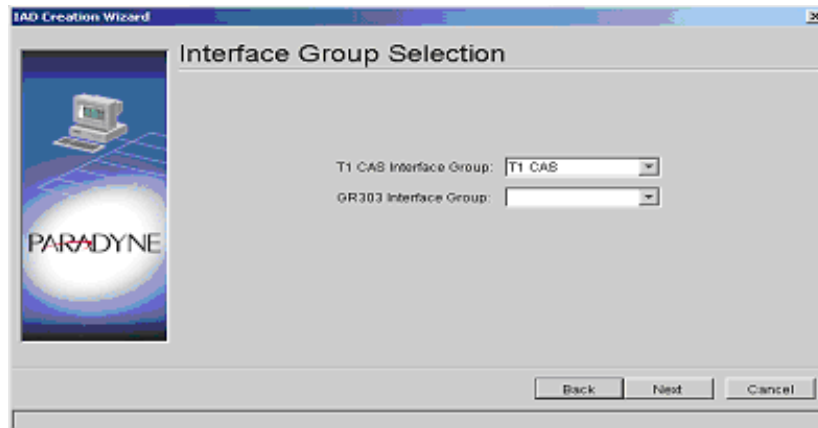 IAD Creation Wizard
Interface Group Selection
T1 CAS Interface Group: T1 CAS
GR303 Interface Group:
PARADYNE
Back Next Cancel